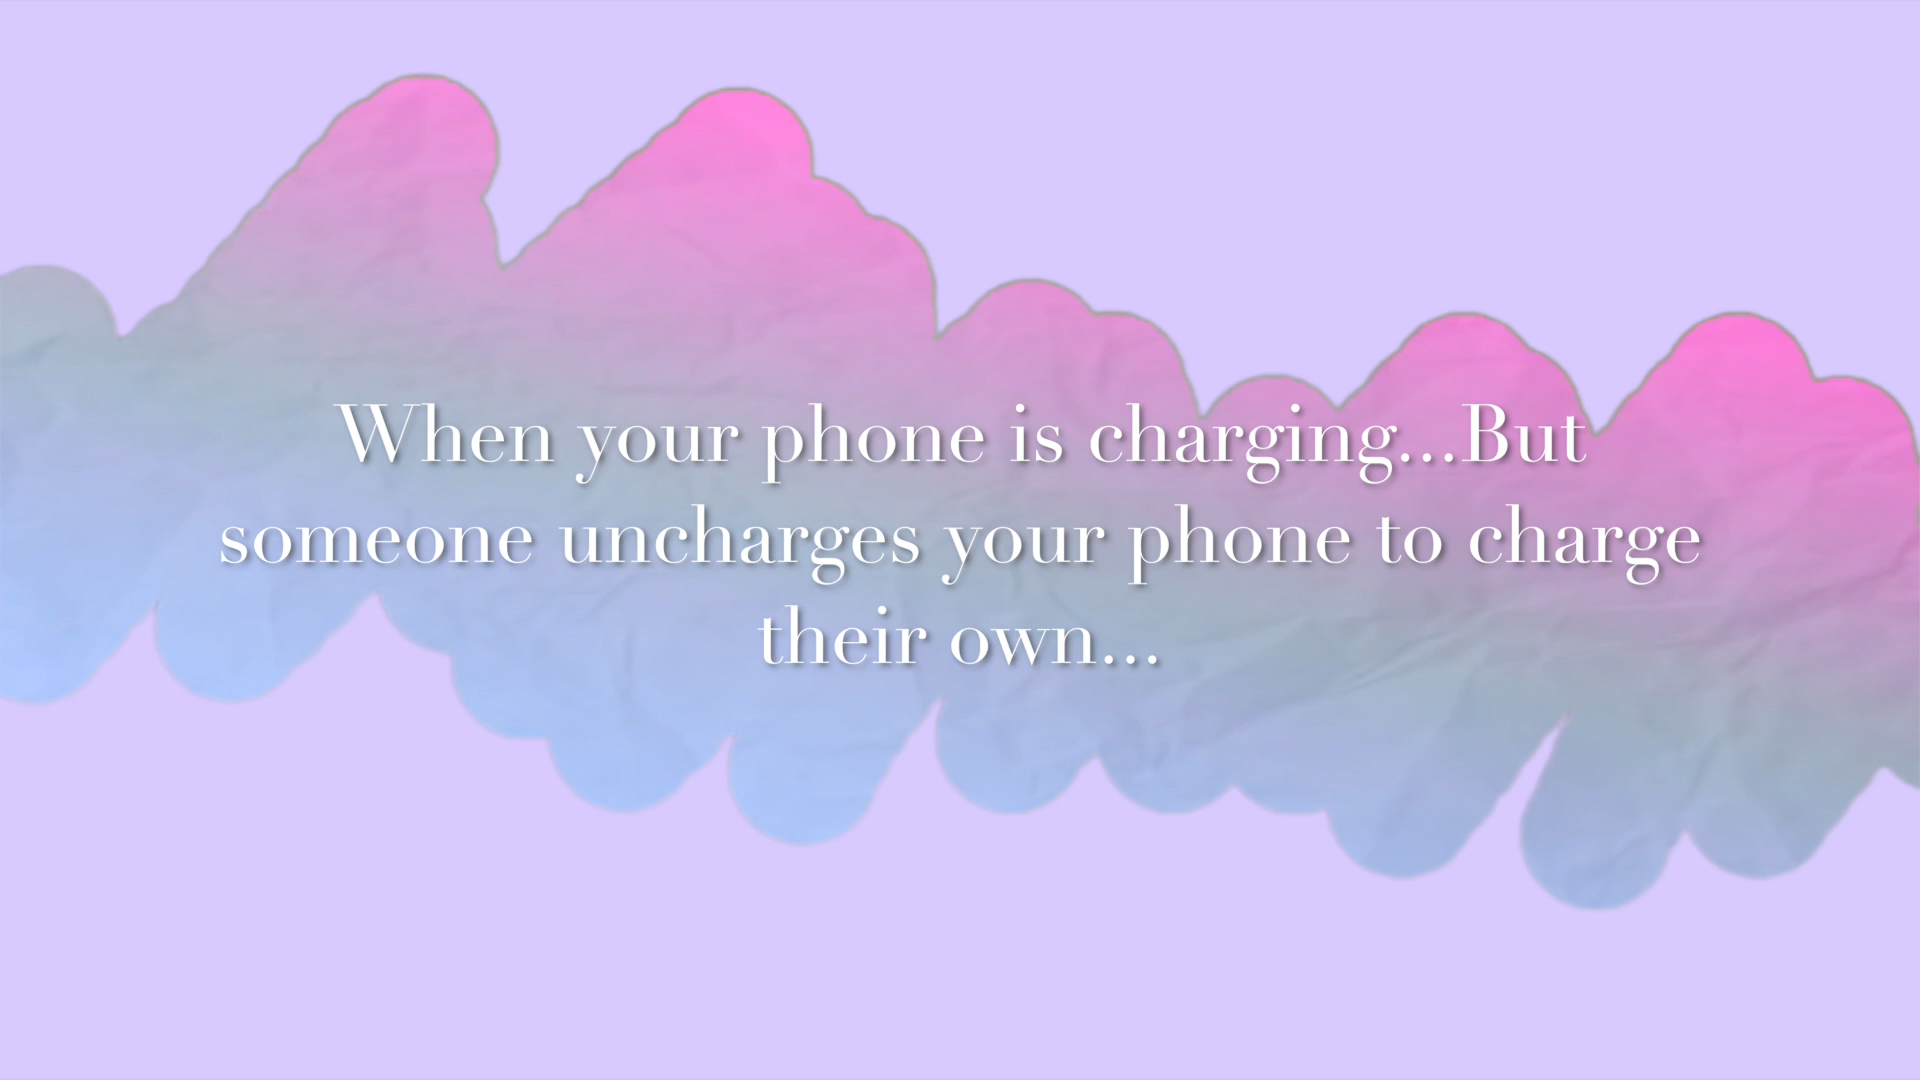 When your phone is charging...But
someone uncharges your phone to charge
their own...